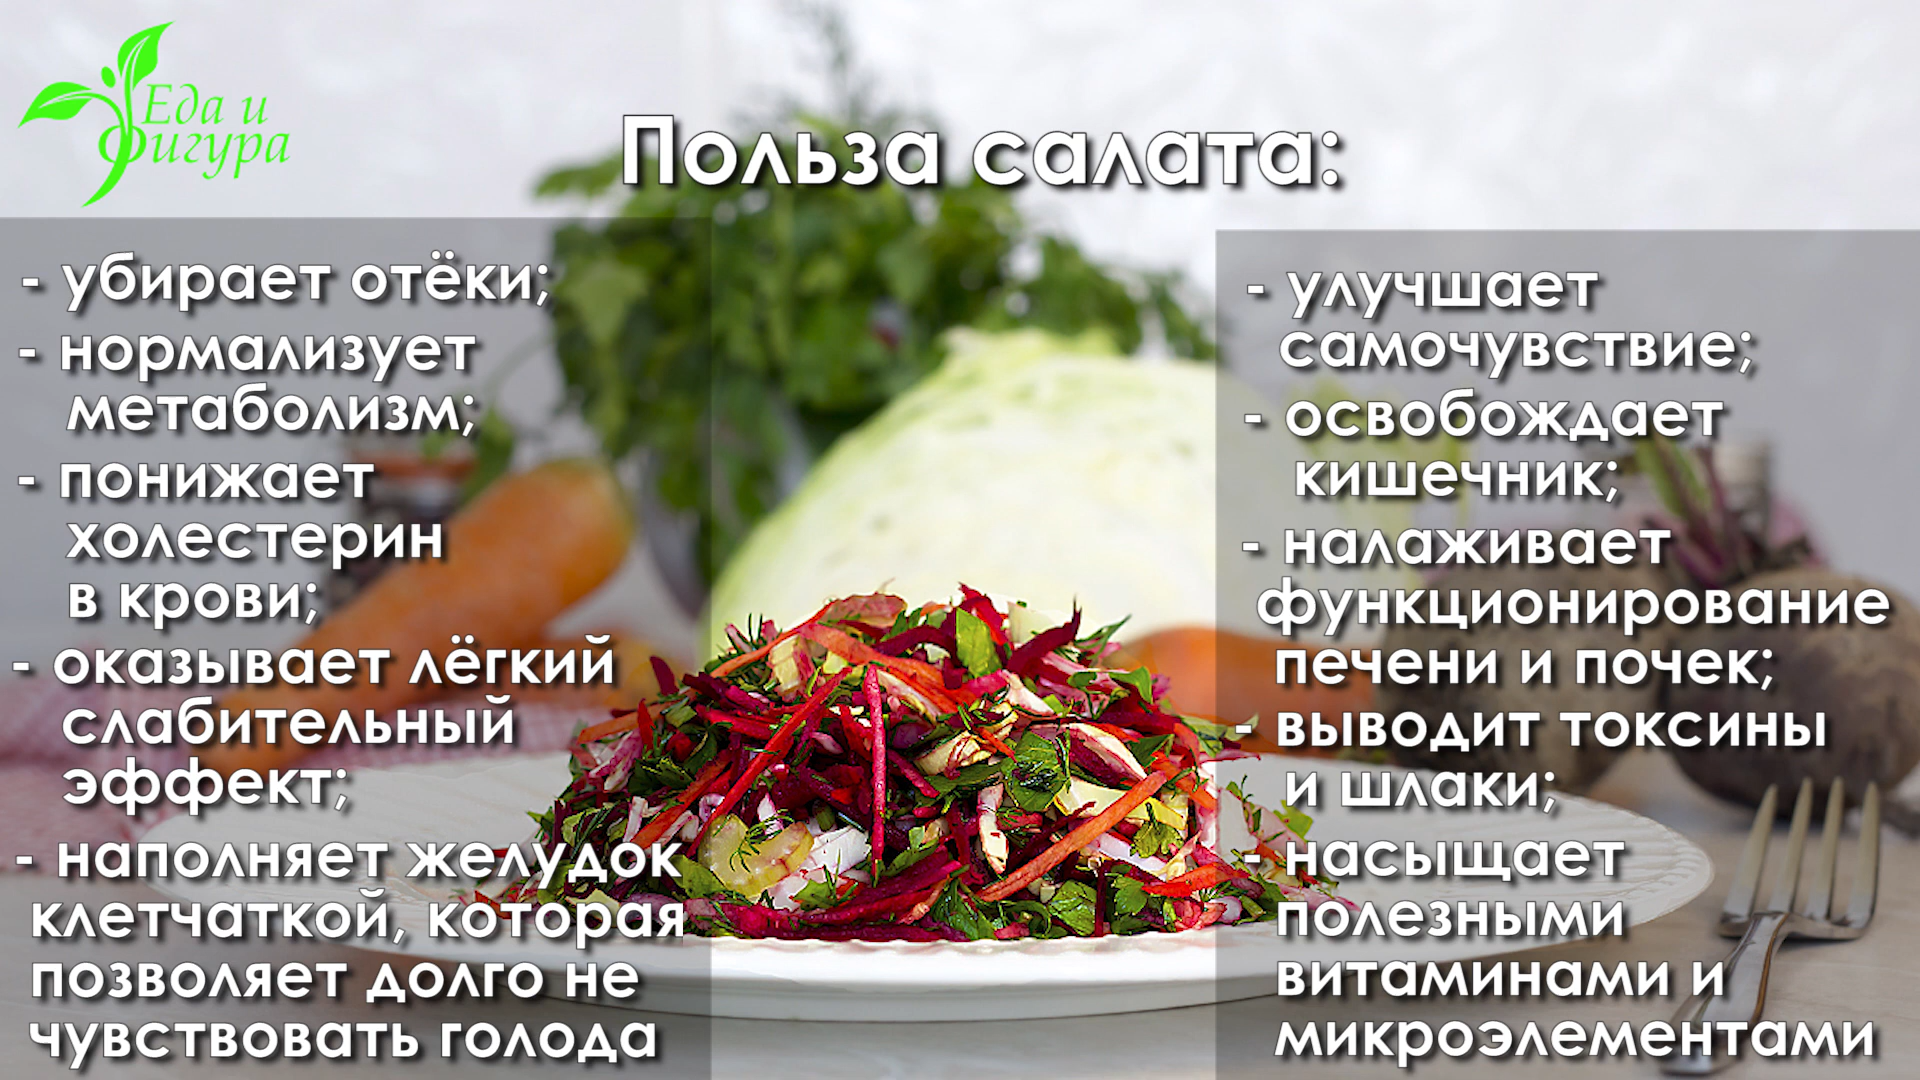 Еда и
Фигура
Польза салата:
- убирает отёки;
- нормализует
метаболизм;
- понижает
холестерин
в крови;
- оказывает лёгкий
слабительный
эффект;
- наполняет желудок
клетчаткой, которая
позволяет долго не
чувствовать голода
- улучшает
самочувствие;
- освобождает
кишечник;
- налаживает
функционирование
печени и почек;
- выводит токсины
и шлаки;
- насыщает
полезными
витаминами и
микроэлементами